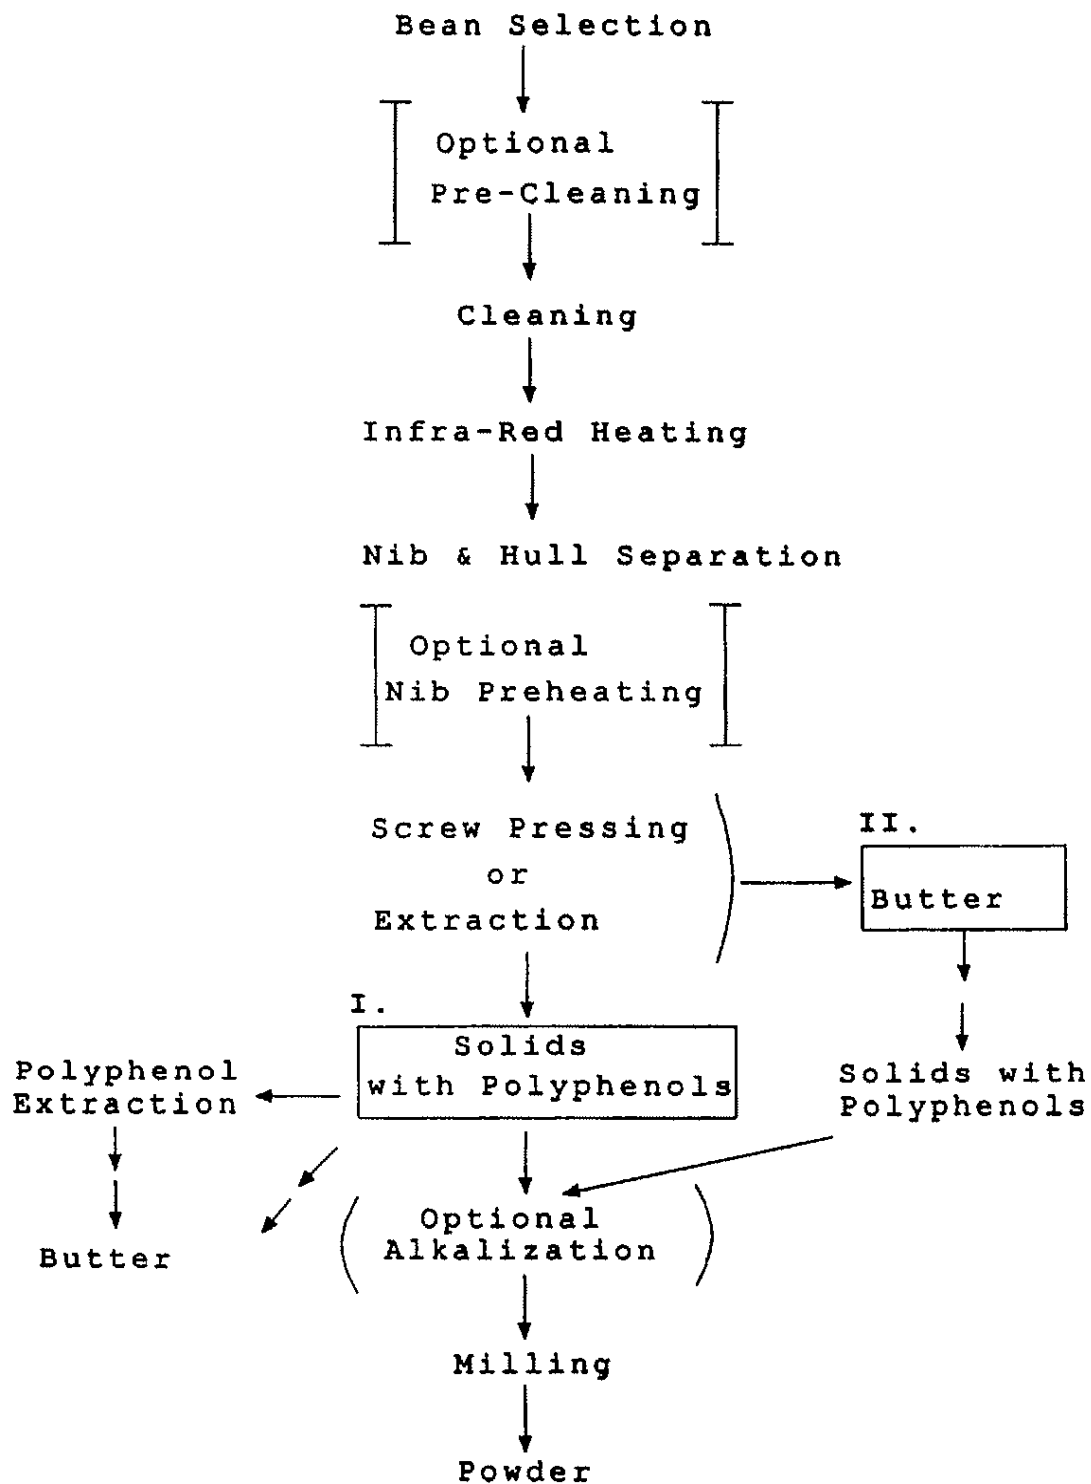 Bean Selection
Optional
Pre-Cleaning
Cleaning
Infra-Red Heating
Nib & Hull Separation
Optional
Nib Preheating
Screw Pressing
or
Extraction
II.
Butter
I.
Solids
with Polyphenols
Polyphenol
Extraction
Solids with
Polyphenols
Butter
Optional
Alkalization
Milling
Powder